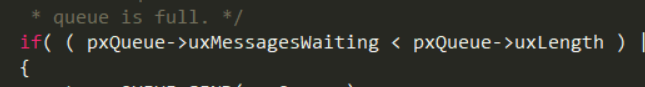 * queue is full. */
if( ( pxQueue->uxMessagesWaiting < pxQueue->uxLength ) |
{